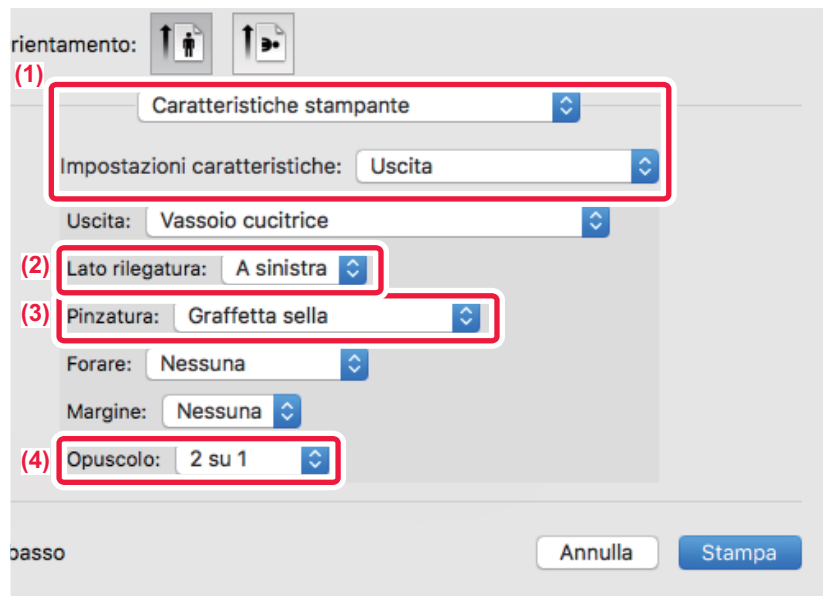 rientamento:
(1)
Caratteristiche stampante
Impostazioni caratteristiche: Uscita
Uscita: Vassoio cucitrice
(2) Lato rilegatura: A sinistra
(3) Pinzatura: Graffetta sella
Forare: Nessuna
Margine: Nessuna
(4) Opuscolo: 2 su 1
basso Annulla Stampa